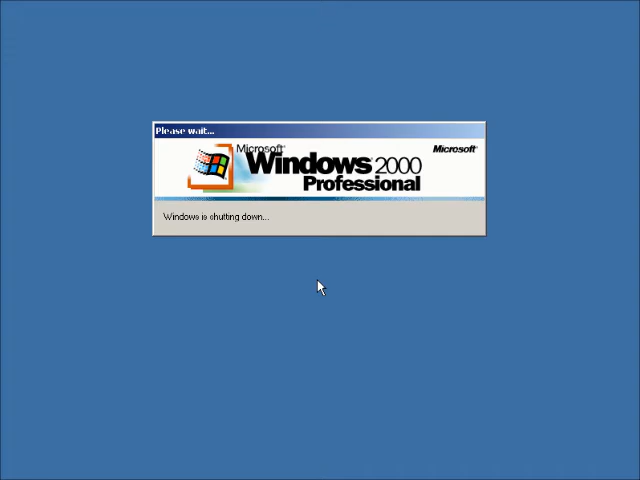 Please wait...
Microsoft®
Windows 2000
Professional
Microsoft®
Windows is shutting down...